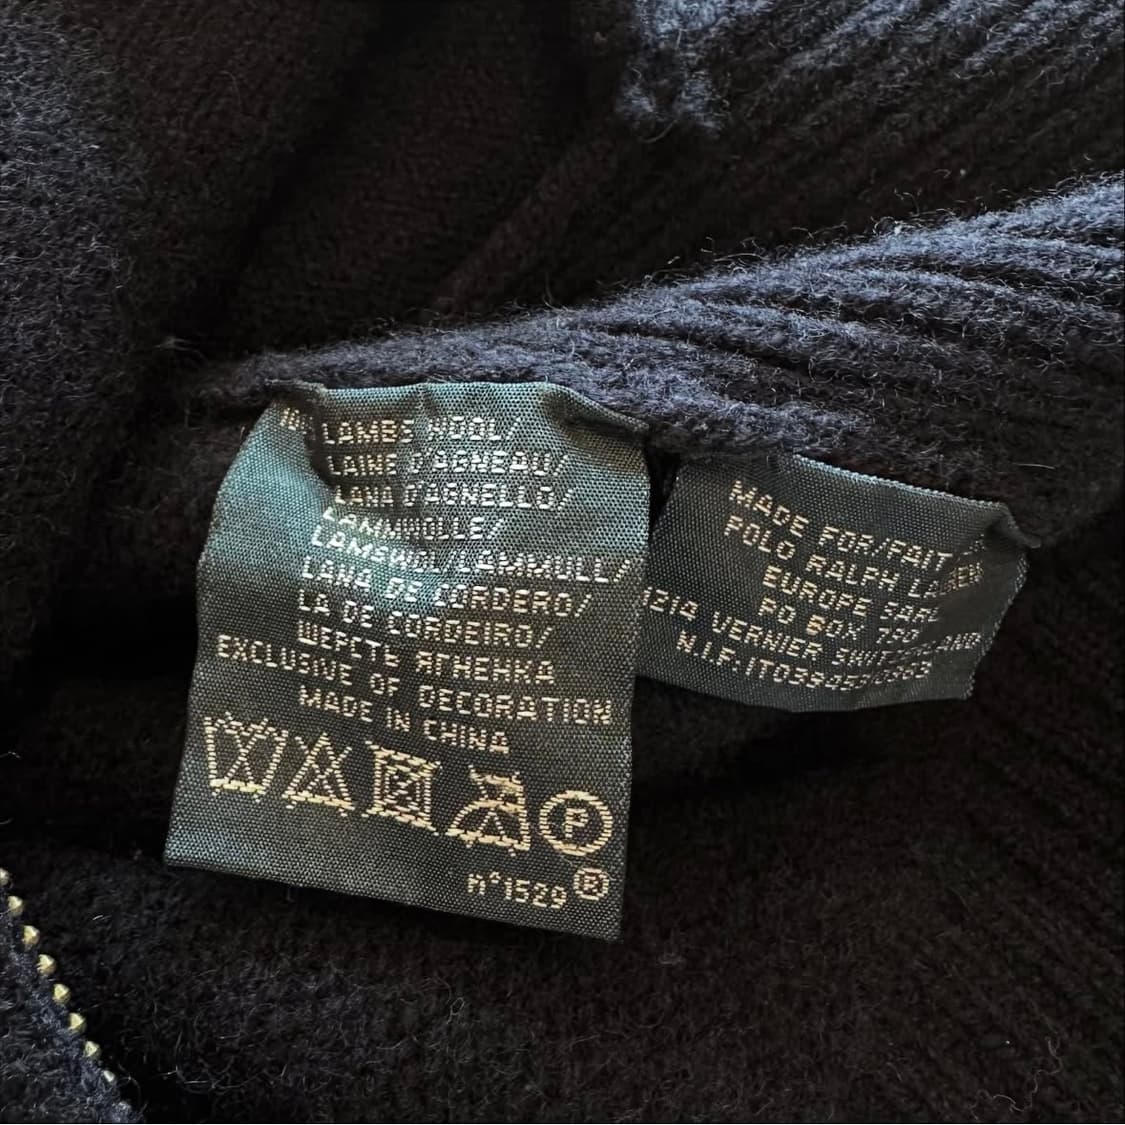 LAMBS WOOL/
LAINE D'AGNEAU/
LANA D'AGNELLO/
LAMMWOLLE/
LAMSWOL/LAMMULL/
LANA DE CORDERO/
LA DE CORDEIRO/
ШЕРСТЬ ЯГНЕНКА
EXCLUSIVE OF DECORATION
MADE IN CHINA
P
n°1529®
MADE FOR/FAIT
POLO RALPH LAUREN
EUROPE SARL
PO BOX 750
1214 VERNIER SWITZERLAND
N.I.F: